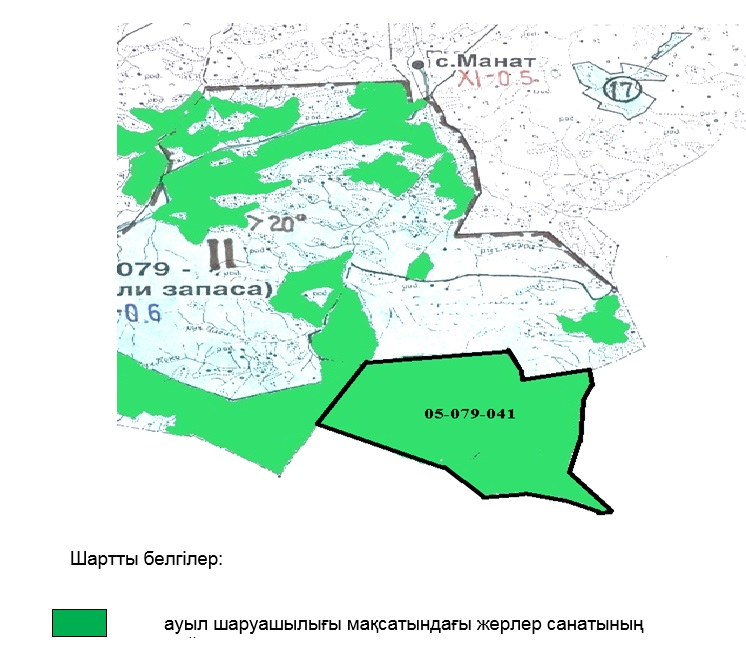 с.Манат
XI-0.5
17
>20°
II
079 -
ли запаса)
-0.6
05-079-041
Шартты белгілер:
ауыл шаруашылығы мақсатындағы жерлер санатының